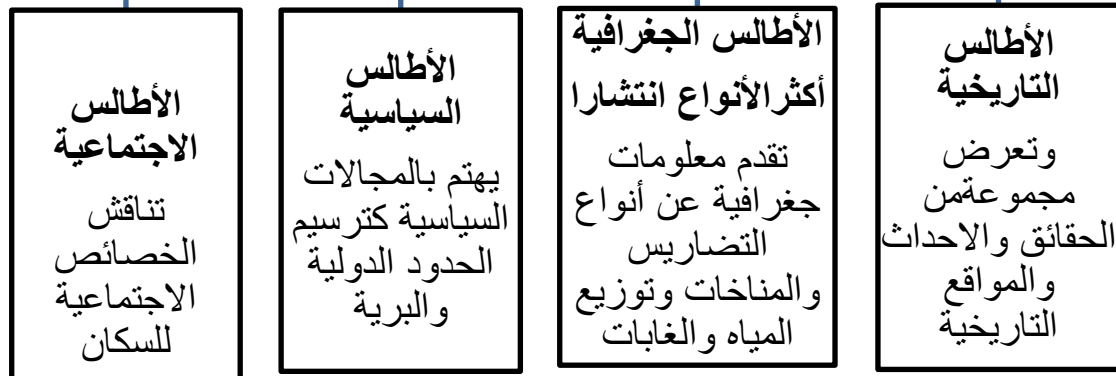 الأطالس
التاريخية
وتعرض
مجموعةمن
الحقائق والاحداث
والمواقع
التاريخية
الأطالس الجغرافية
أكثرالأنواع انتشارا
تقدم معلومات
جغرافية عن أنواع
التضاريس
والمناخات وتوزيع
المياه والغابات
الأطالس
السياسية
يهتم بالمجالات
السياسية كترسيم
الحدود الدولية
والبرية
الأطالس
الاجتماعية
تناقش
الخصائص
الاجتماعية
للسكان